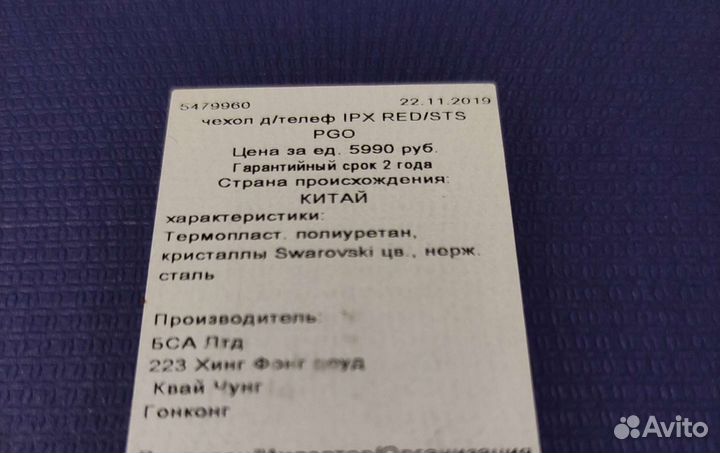 5479960 22.11.2019
чехол д/телеф IPX RED/STS
PGO
Цена за ед. 5990 руб.
Гарантийный срок 2 года
Страна происхождения:
КИТАЙ
характеристики:
Термопласт. полиуретан,
кристаллы Swarovski цв., нерж.
сталь
Производитель:
БСА Лтд
223 Хинг Фэнг роуд
Квай Чунг
Гонконг
Avito